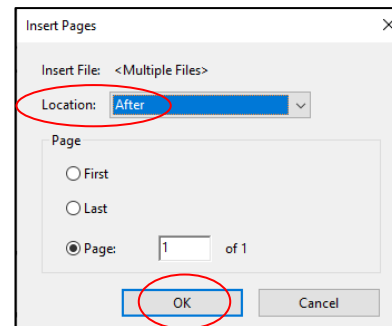 Insert Pages
Insert File: <Multiple Files>
Location: After
Page
First
Last
Page: 1 of 1
OK Cancel